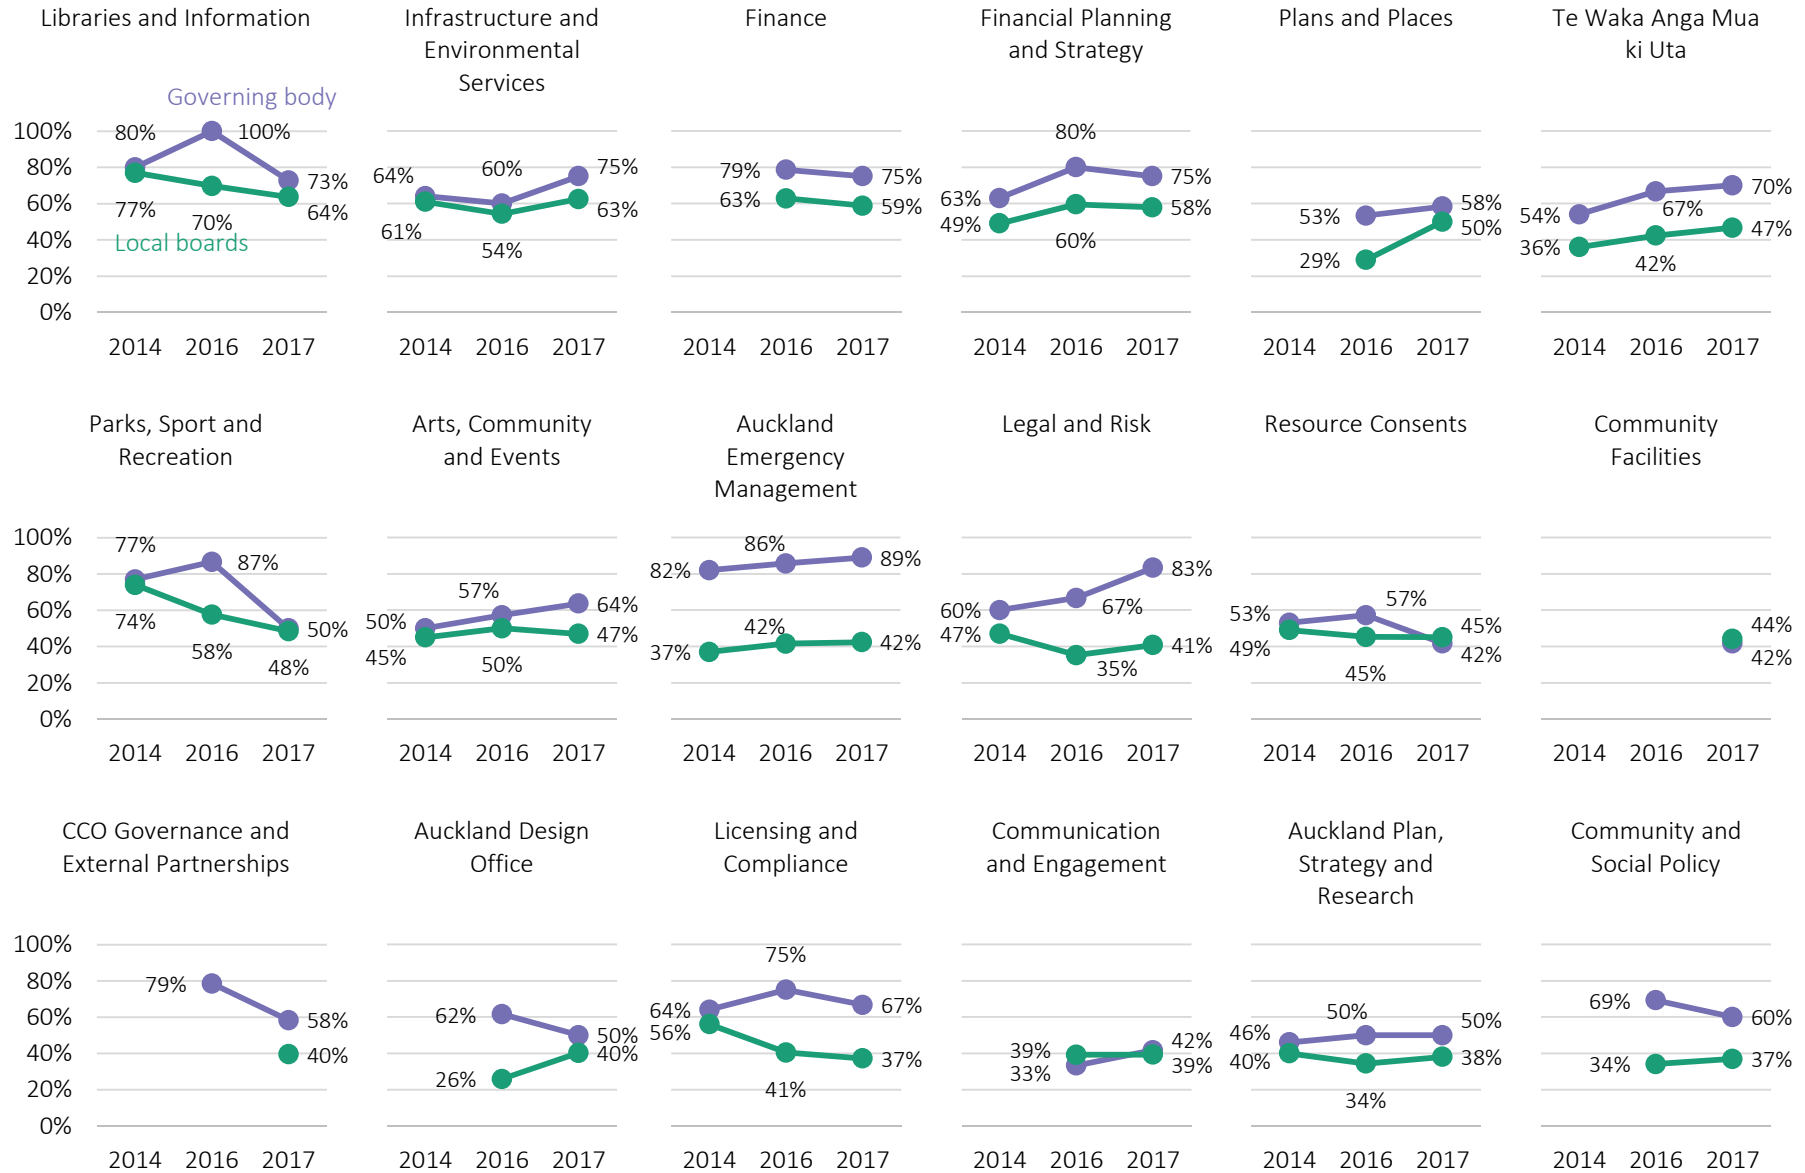 Libraries and Information
Infrastructure and
Environmental
Services
Finance
Financial Planning
and Strategy
Plans and Places
Te Waka Anga Mua
ki Uta
Governing body
Local boards
100%
80%
60%
40%
20%
0%
80%
100%
73%
77%
70%
64%
2014 2016 2017
64%
60%
75%
61%
54%
63%
2014 2016 2017
79%
75%
63%
59%
2014 2016 2017
63%
80%
75%
49%
60%
58%
2014 2016 2017
53%
58%
29%
50%
2014 2016 2017
54%
67%
70%
36%
42%
47%
2014 2016 2017
Parks, Sport and
Recreation
Arts, Community
and Events
Auckland
Emergency
Management
Legal and Risk
Resource Consents
Community
Facilities
100%
80%
60%
40%
20%
0%
77%
87%
50%
74%
58%
48%
2014 2016 2017
50%
57%
64%
45%
50%
47%
2014 2016 2017
82%
86%
89%
37%
42%
42%
2014 2016 2017
60%
67%
83%
47%
35%
41%
2014 2016 2017
53%
57%
45%
49%
45%
42%
2014 2016 2017
44%
42%
2014 2016 2017
CCO Governance and
External Partnerships
Auckland Design
Office
Licensing and
Compliance
Communication
and Engagement
Auckland Plan,
Strategy and
Research
Community and
Social Policy
100%
80%
60%
40%
20%
0%
79%
58%
40%
2014 2016 2017
62%
50%
26%
40%
2014 2016 2017
64%
75%
67%
56%
41%
37%
2014 2016 2017
39%
42%
33%
39%
2014 2016 2017
46%
50%
50%
40%
34%
38%
2014 2016 2017
69%
60%
34%
37%
2014 2016 2017